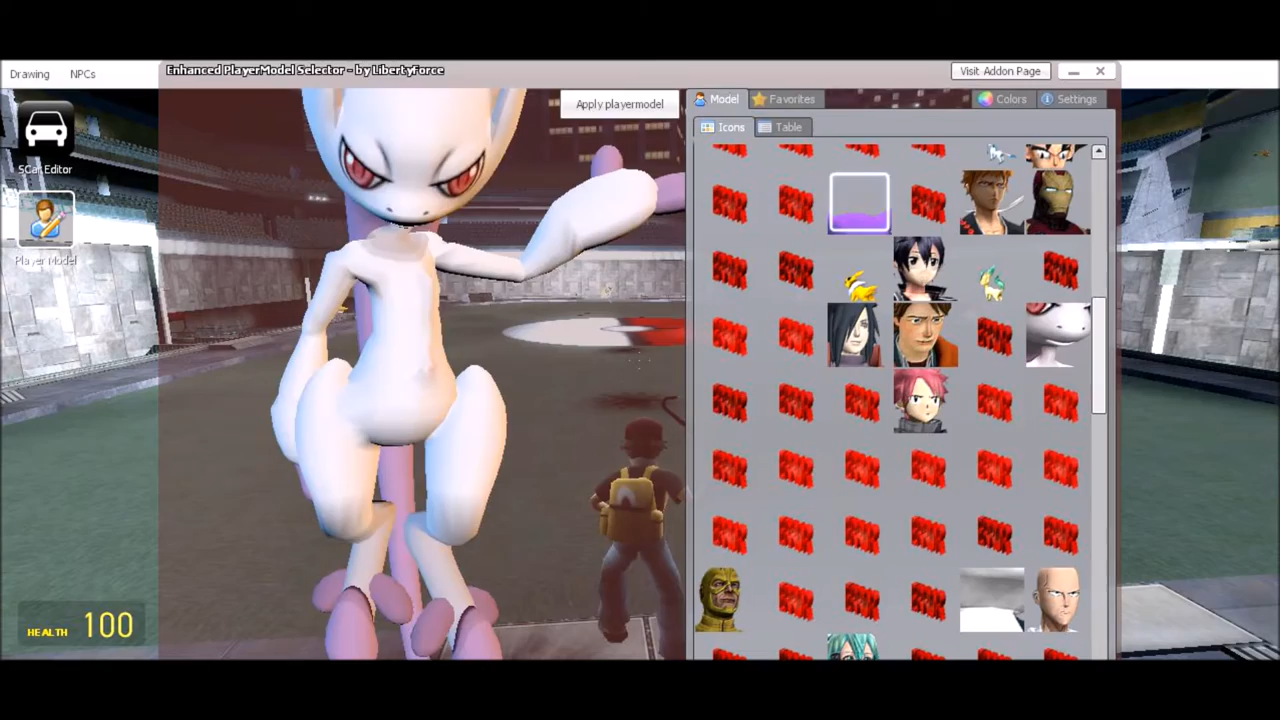 Drawing NPCs
Enhanced PlayerModel Selector - by LibertyForce
Visit Addon Page
Apply playermodel
Model Favorites Colors Settings
Icons Table
SCar Editor
Player Model
HEALTH 100